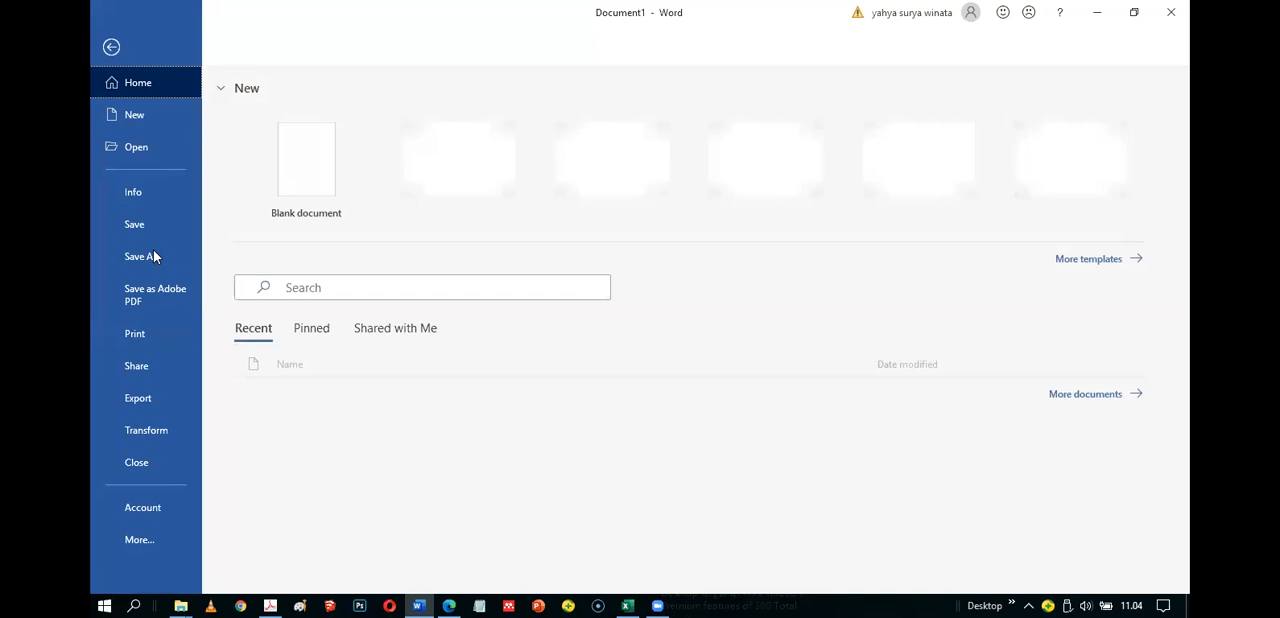 Document1 - Word
yahya surya winata
?
Home
New
Open
Info
Save
Save As
Save as Adobe
PDF
Print
Share
Export
Transform
Close
Account
More...
New
Blank document
More templates
Search
Recent Pinned Shared with Me
Name Date modified
More documents
Desktop
11.04